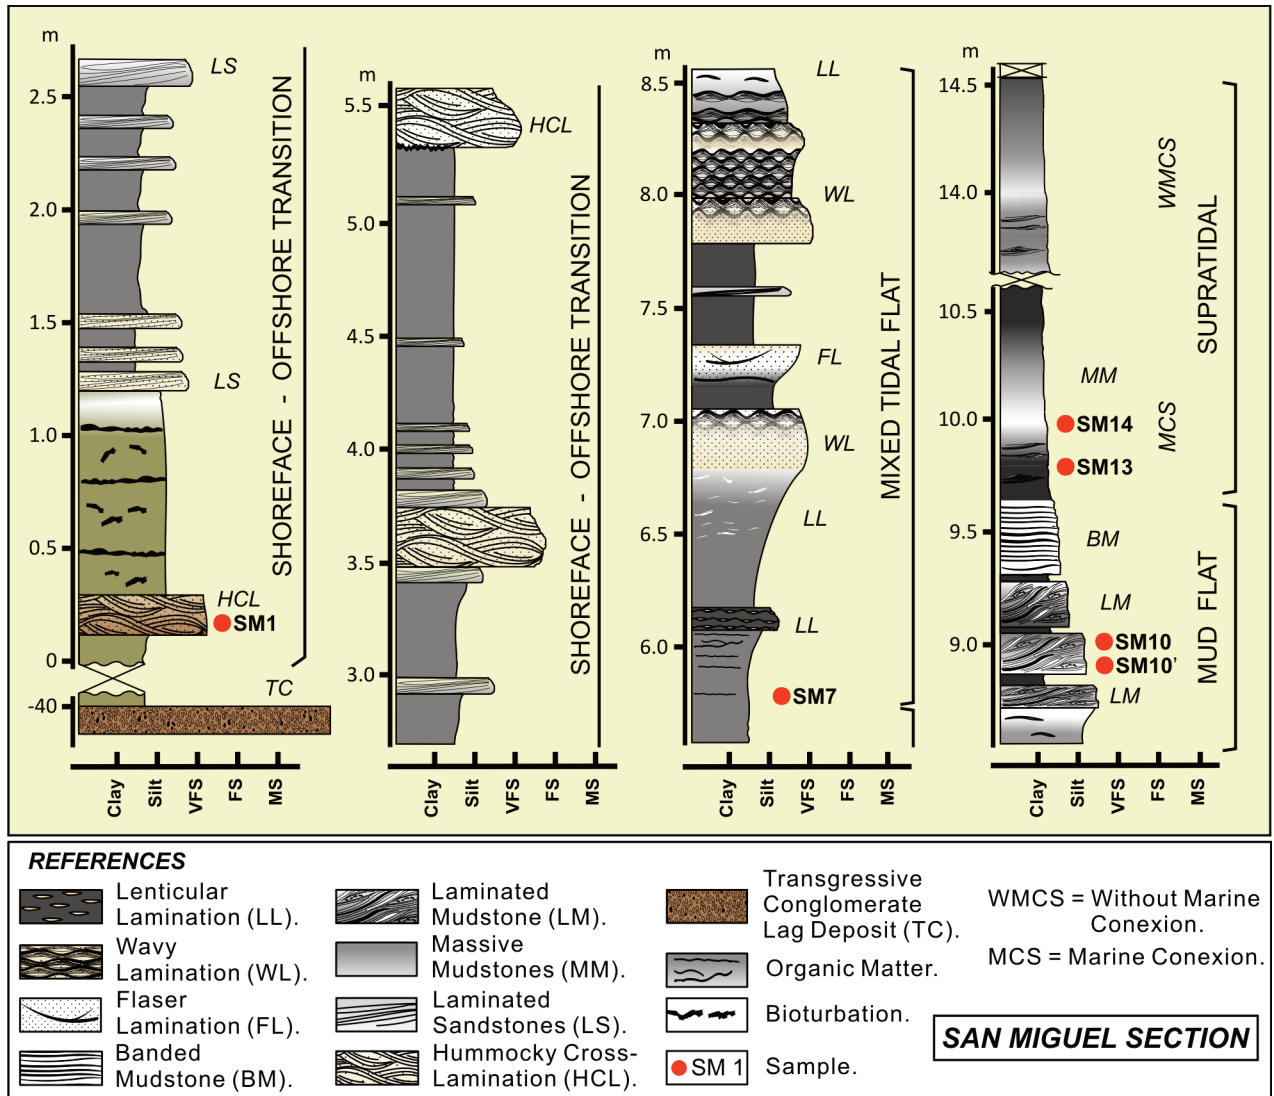 m
2.5
2.0
1.5
1.0
0.5
0
-40
LS
LS
HCL
SM1
TC
SHOREFACE - OFFSHORE TRANSITION
Clay
Silt
VFS
FS
MS
m
5.5
5.0
4.5
4.0
3.5
3.0
HCL
SHOREFACE - OFFSHORE TRANSITION
Clay
Silt
VFS
FS
MS
m
8.5
8.0
7.5
7.0
6.5
6.0
LL
WL
FL
WL
LL
LL
SM7
MIXED TIDAL FLAT
Clay
Silt
VFS
FS
MS
m
14.5
14.0
10.5
10.0
9.5
9.0
WMCS
MM
SM14
MCS
SM13
BM
LM
SM10
SM10'
LM
SUPRATIDAL
MUD FLAT
Clay
Silt
VFS
FS
MS
REFERENCES
Lenticular
Lamination (LL).
Wavy
Lamination (WL).
Flaser
Lamination (FL).
Banded
Mudstone (BM).
Laminated
Mudstone (LM).
Massive
Mudstones (MM).
Laminated
Sandstones (LS).
Hummocky Cross-
Lamination (HCL).
Transgressive
Conglomerate
Lag Deposit (TC).
Organic Matter.
Bioturbation.
SM 1
Sample.
WMCS = Without Marine
Conexion.
MCS = Marine Conexion.
SAN MIGUEL SECTION